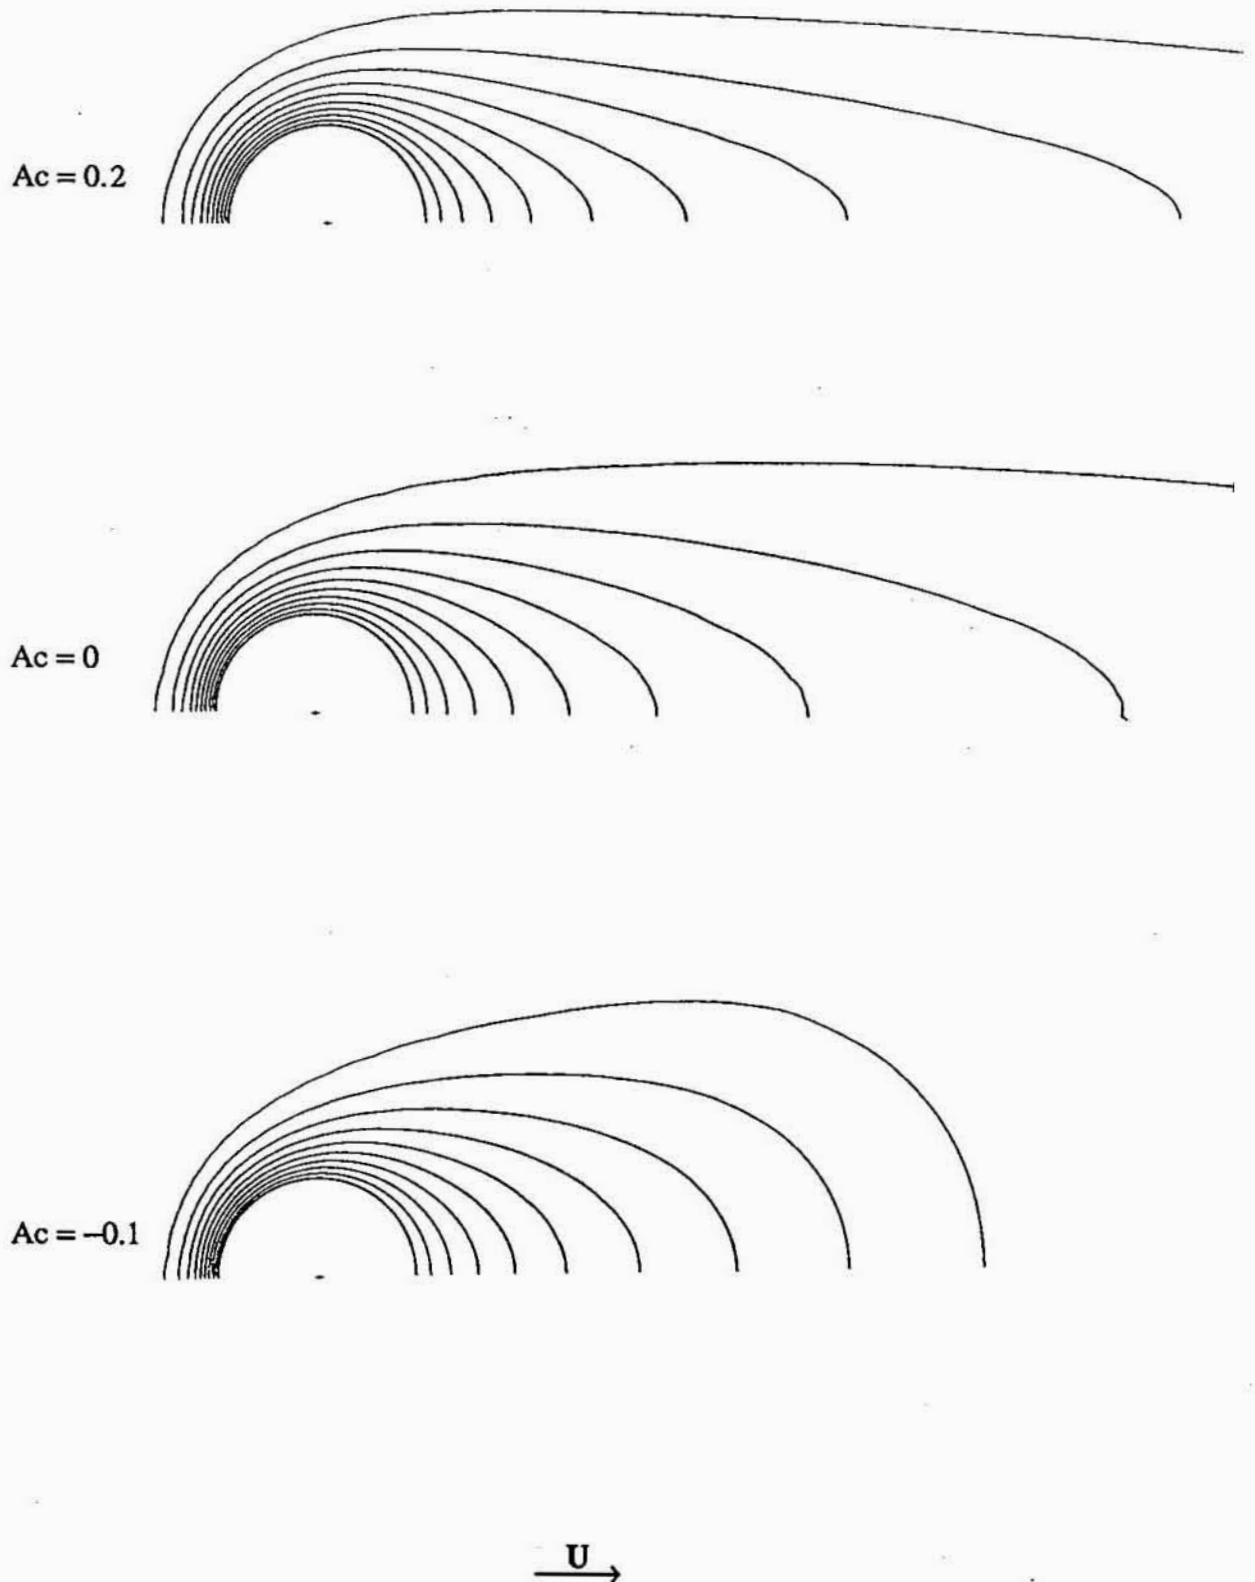 Ac = 0.2
Ac = 0
Ac = −0.1
U